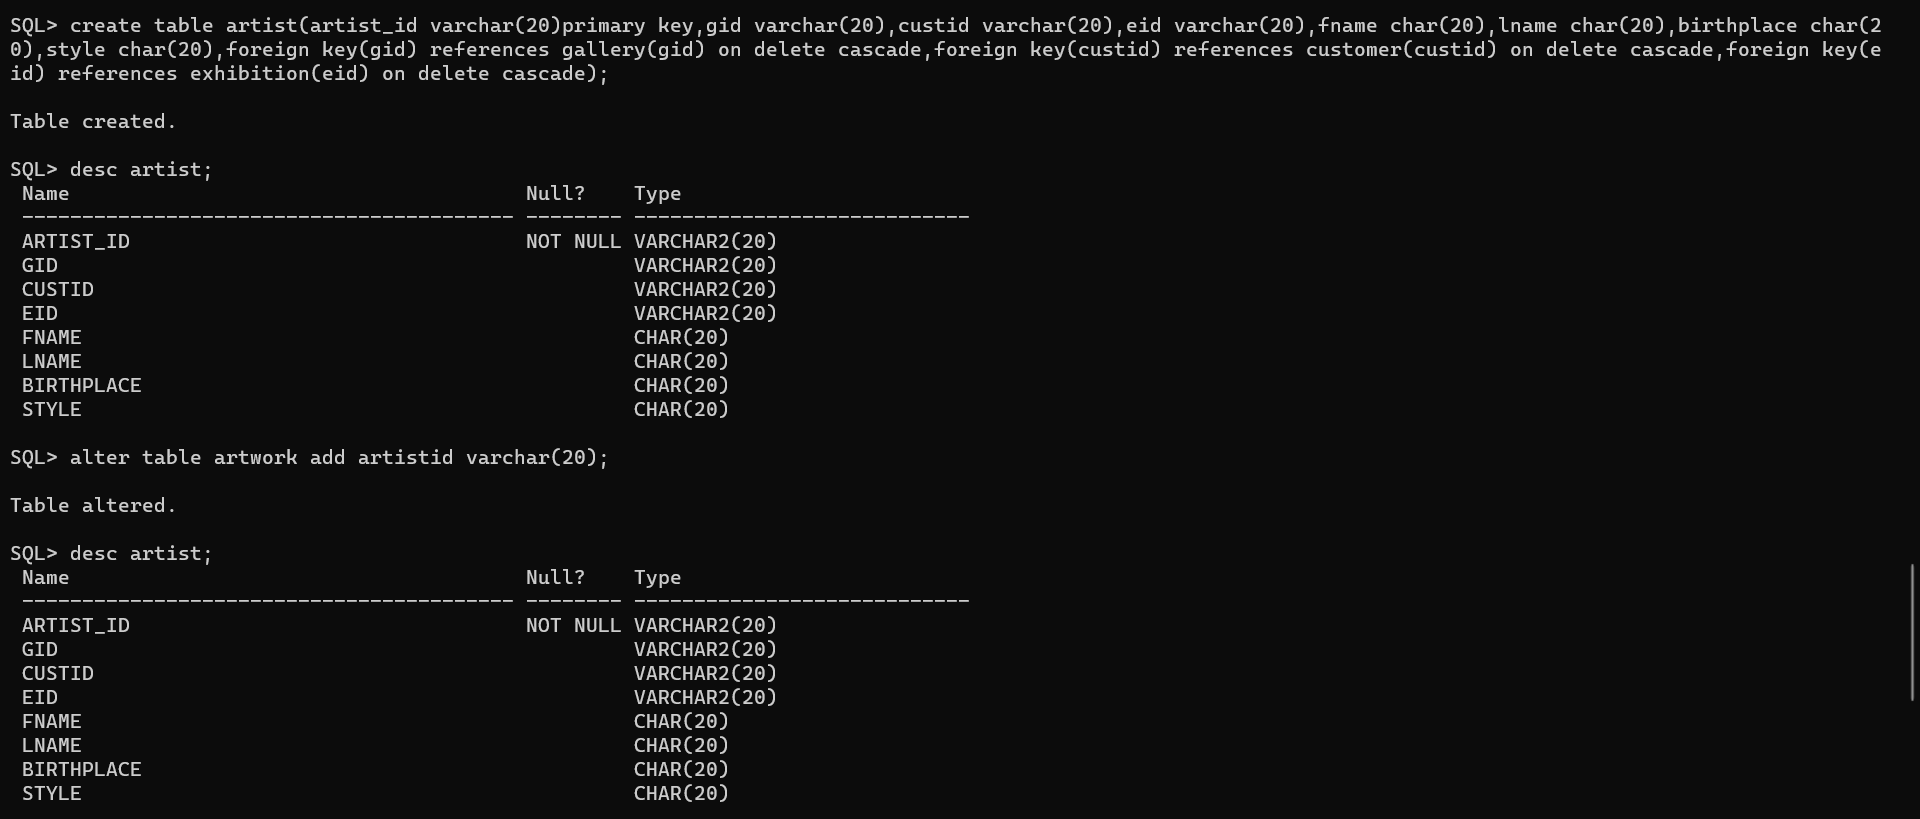 SQL> create table artist(artist_id varchar(20)primary key,gid varchar(20),custid varchar(20),eid varchar(20),fname char(20),lname char(20),birthplace char(2
0),style char(20),foreign key(gid) references gallery(gid) on delete cascade,foreign key(custid) references customer(custid) on delete cascade,foreign key(e
id) references exhibition(eid) on delete cascade);
Table created.
SQL> desc artist;
Name Null? Type
----------------------------------------- -------- ----------------------------
ARTIST_ID NOT NULL VARCHAR2(20)
GID VARCHAR2(20)
CUSTID VARCHAR2(20)
EID VARCHAR2(20)
FNAME CHAR(20)
LNAME CHAR(20)
BIRTHPLACE CHAR(20)
STYLE CHAR(20)
SQL> alter table artwork add artistid varchar(20);
Table altered.
SQL> desc artist;
Name Null? Type
----------------------------------------- -------- ----------------------------
ARTIST_ID NOT NULL VARCHAR2(20)
GID VARCHAR2(20)
CUSTID VARCHAR2(20)
EID VARCHAR2(20)
FNAME CHAR(20)
LNAME CHAR(20)
BIRTHPLACE CHAR(20)
STYLE CHAR(20)